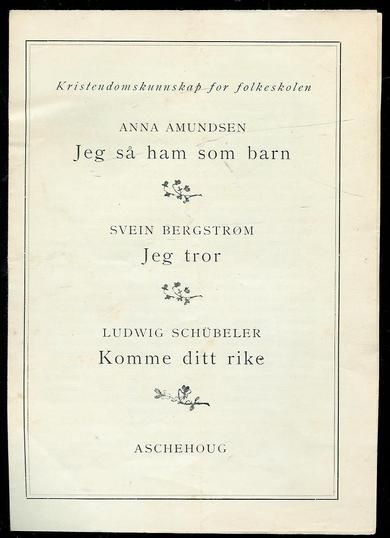 Kristendomskunnskap for folkeskolen
ANNA AMUNDSEN
Jeg så ham som barn
SVEIN BERGSTRØM
Jeg tror
LUDWIG SCHÜBELER
Komme ditt rike
ASCHEHOUG